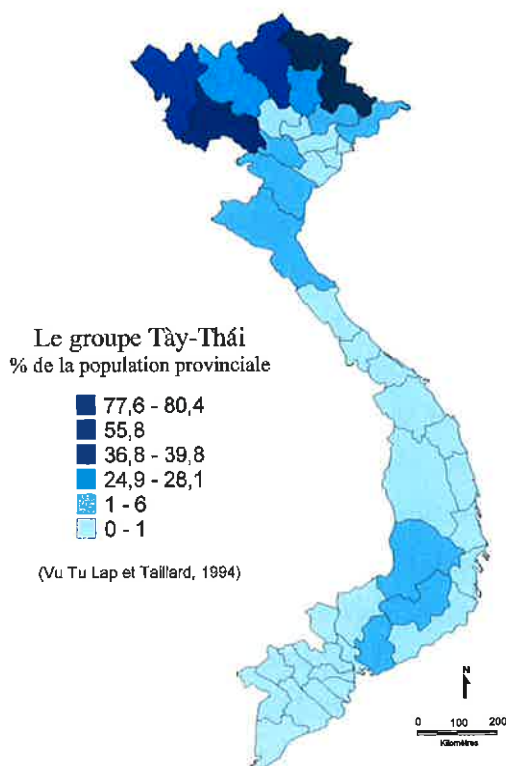 Le groupe Tày-Thái
% de la population provinciale
77,6 - 80,4
55,8
36,8 - 39,8
24,9 - 28,1
1 - 6
0 - 1
(Vu Tu Lap et Taillard, 1994)
N
0 100 200
Kilomètres